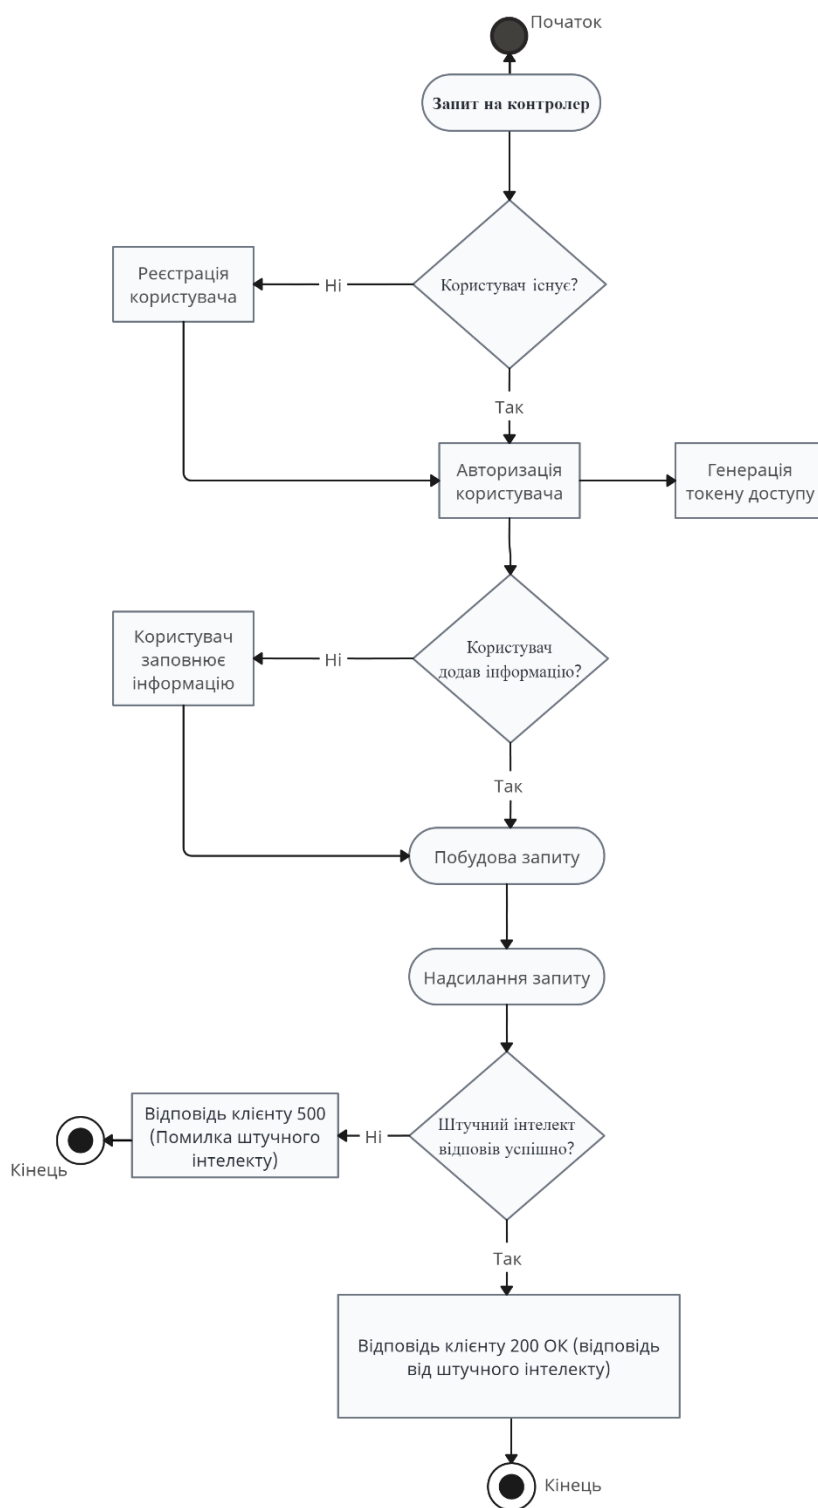 Початок
Запит на контролер
Користувач існує?
Ні
Реєстрація
користувача
Так
Авторизація
користувача
Генерація
токену доступу
Користувач
додав інформацію?
Ні
Користувач
заповнює
інформацію
Так
Побудова запиту
Надсилання запиту
Штучний інтелект
відповів успішно?
Ні
Відповідь клієнту 500
(Помилка штучного
інтелекту)
Кінець
Так
Відповідь клієнту 200 ОК (відповідь
від штучного інтелекту)
Кінець